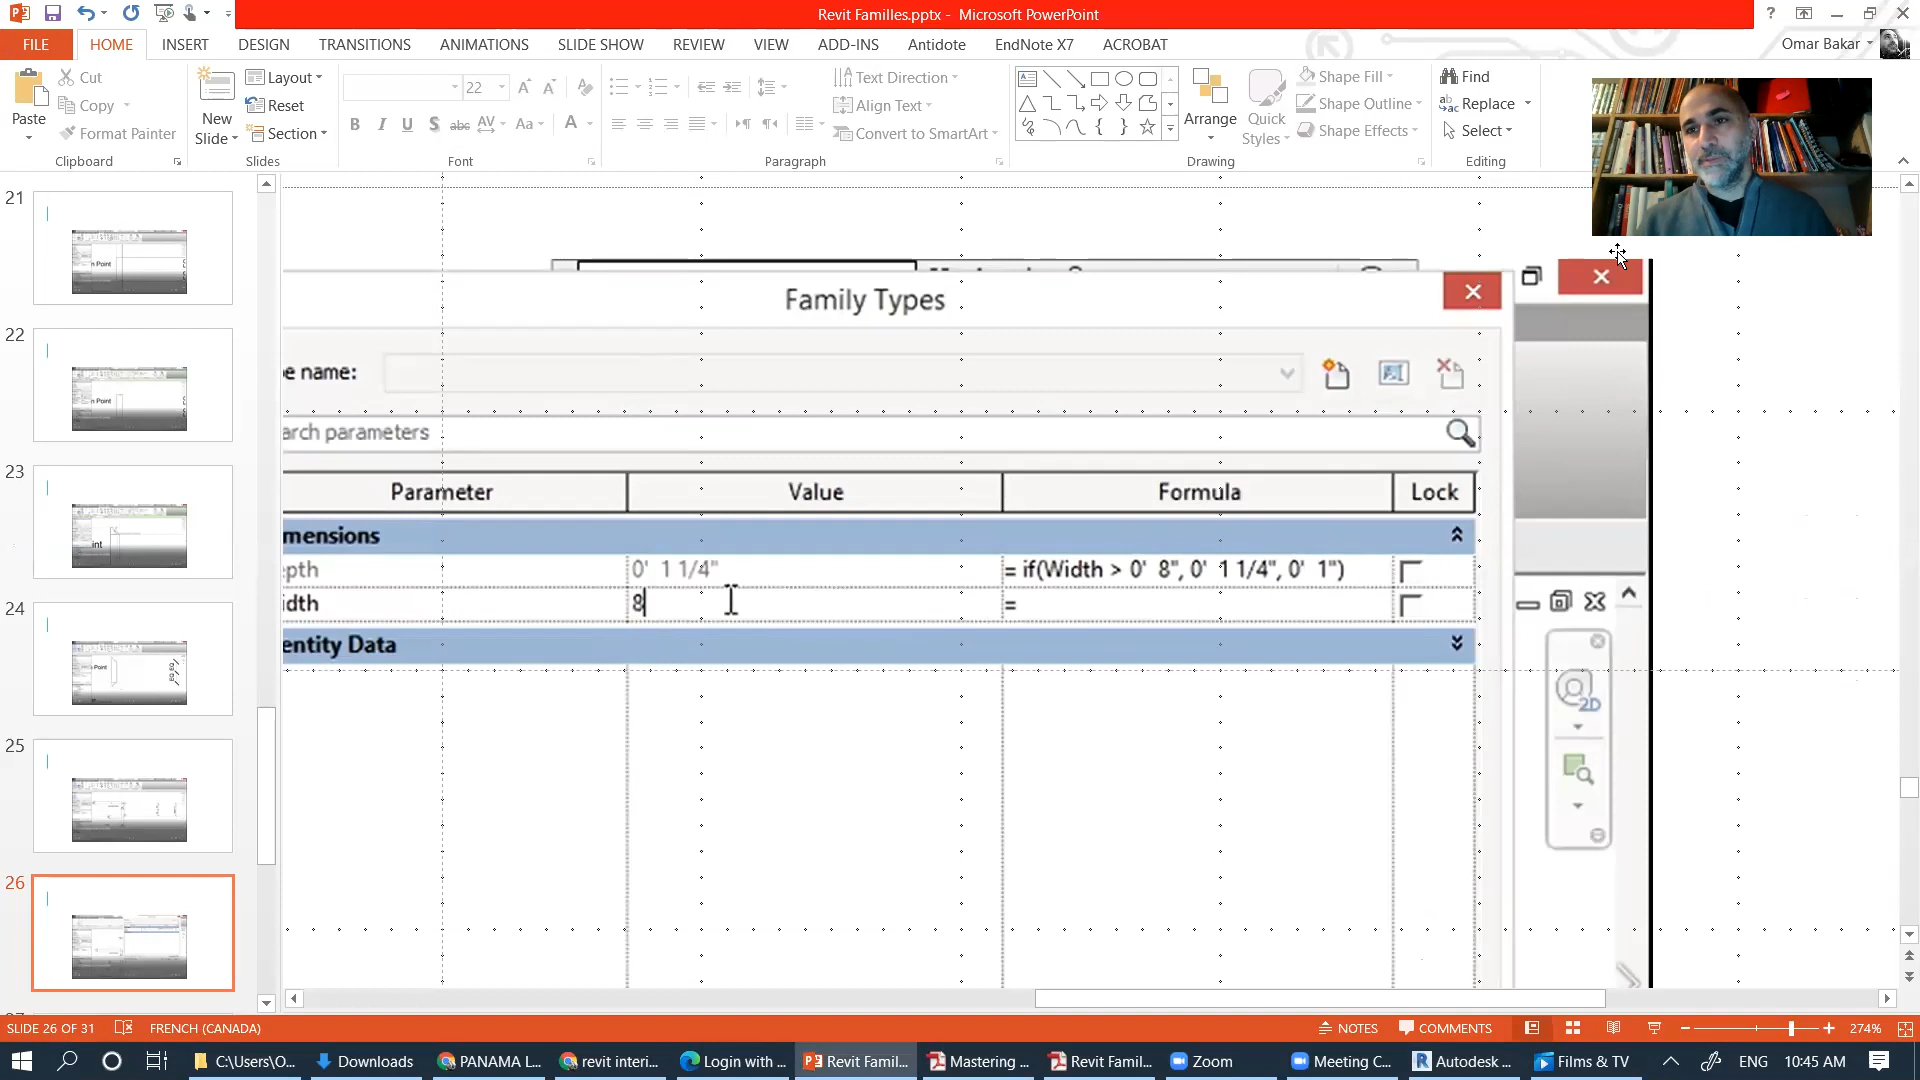 Revit Familles.pptx - Microsoft PowerPoint
FILE HOME INSERT DESIGN TRANSITIONS ANIMATIONS SLIDE SHOW REVIEW VIEW ADD-INS Antidote EndNote X7 ACROBAT Omar Bakar
Cut
Copy
Format Painter
Paste
New
Slide
Layout
Reset
Section
22
Text Direction
Align Text
Convert to SmartArt
Arrange
Quick
Styles
Shape Fill
Shape Outline
Shape Effects
Find
Replace
Select
Clipboard Slides Font Paragraph Drawing Editing
21
22
23
24
25
26
Family Types
e name:
arch parameters
Parameter Value Formula Lock
mensions
epth 0' 1 1/4" = if(Width > 0' 8", 0' 1 1/4", 0' 1")
idth 8 =
entity Data
2D
SLIDE 26 OF 31 FRENCH (CANADA) NOTES COMMENTS 274%
C:\Users\O... Downloads PANAMA L... revit interi... Login with ... Revit Famil... Mastering ... Revit Famil... Zoom Meeting C... Autodesk ... Films & TV ENG 10:45 AM